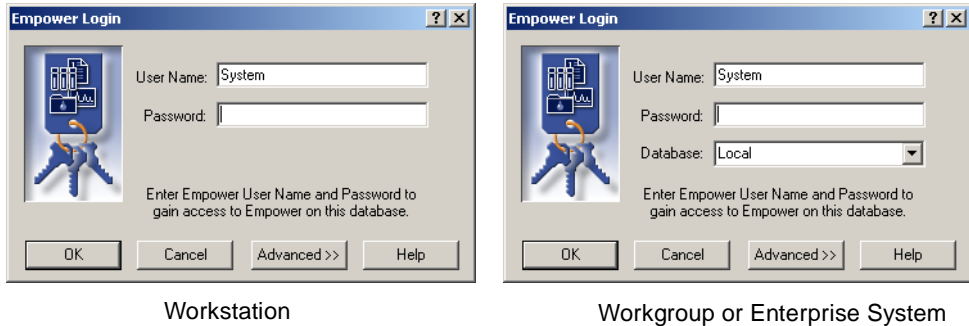 Empower Login
User Name: System
Password:
Enter Empower User Name and Password to
gain access to Empower on this database.
OK Cancel Advanced >> Help
Workstation
Empower Login
User Name: System
Password:
Database: Local
Enter Empower User Name and Password to
gain access to Empower on this database.
OK Cancel Advanced >> Help
Workgroup or Enterprise System